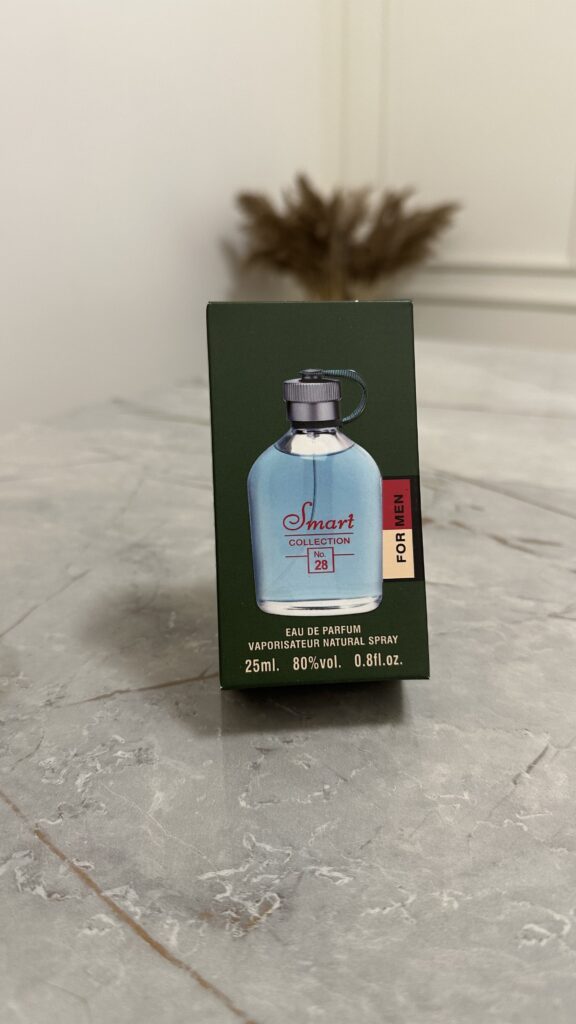 Smart
COLLECTION
No.
28
FOR MEN
EAU DE PARFUM
VAPORISATEUR NATURAL SPRAY
25ml. 80%vol. 0.8fl.oz.